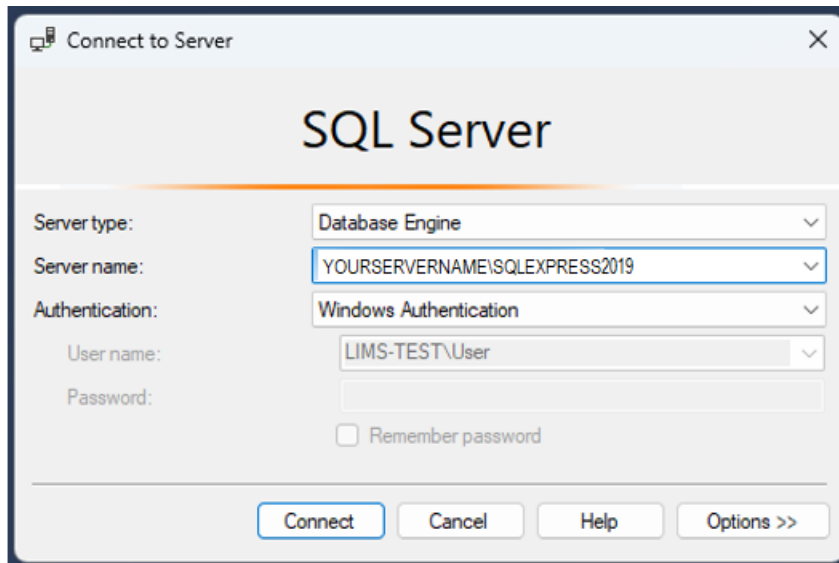 Connect to Server
SQL Server
Server type: Database Engine
Server name: YOURSERVERNAME\SQLEXPRESS2019
Authentication: Windows Authentication
User name: LIMS-TEST\User
Password:
Remember password
Connect Cancel Help Options >>